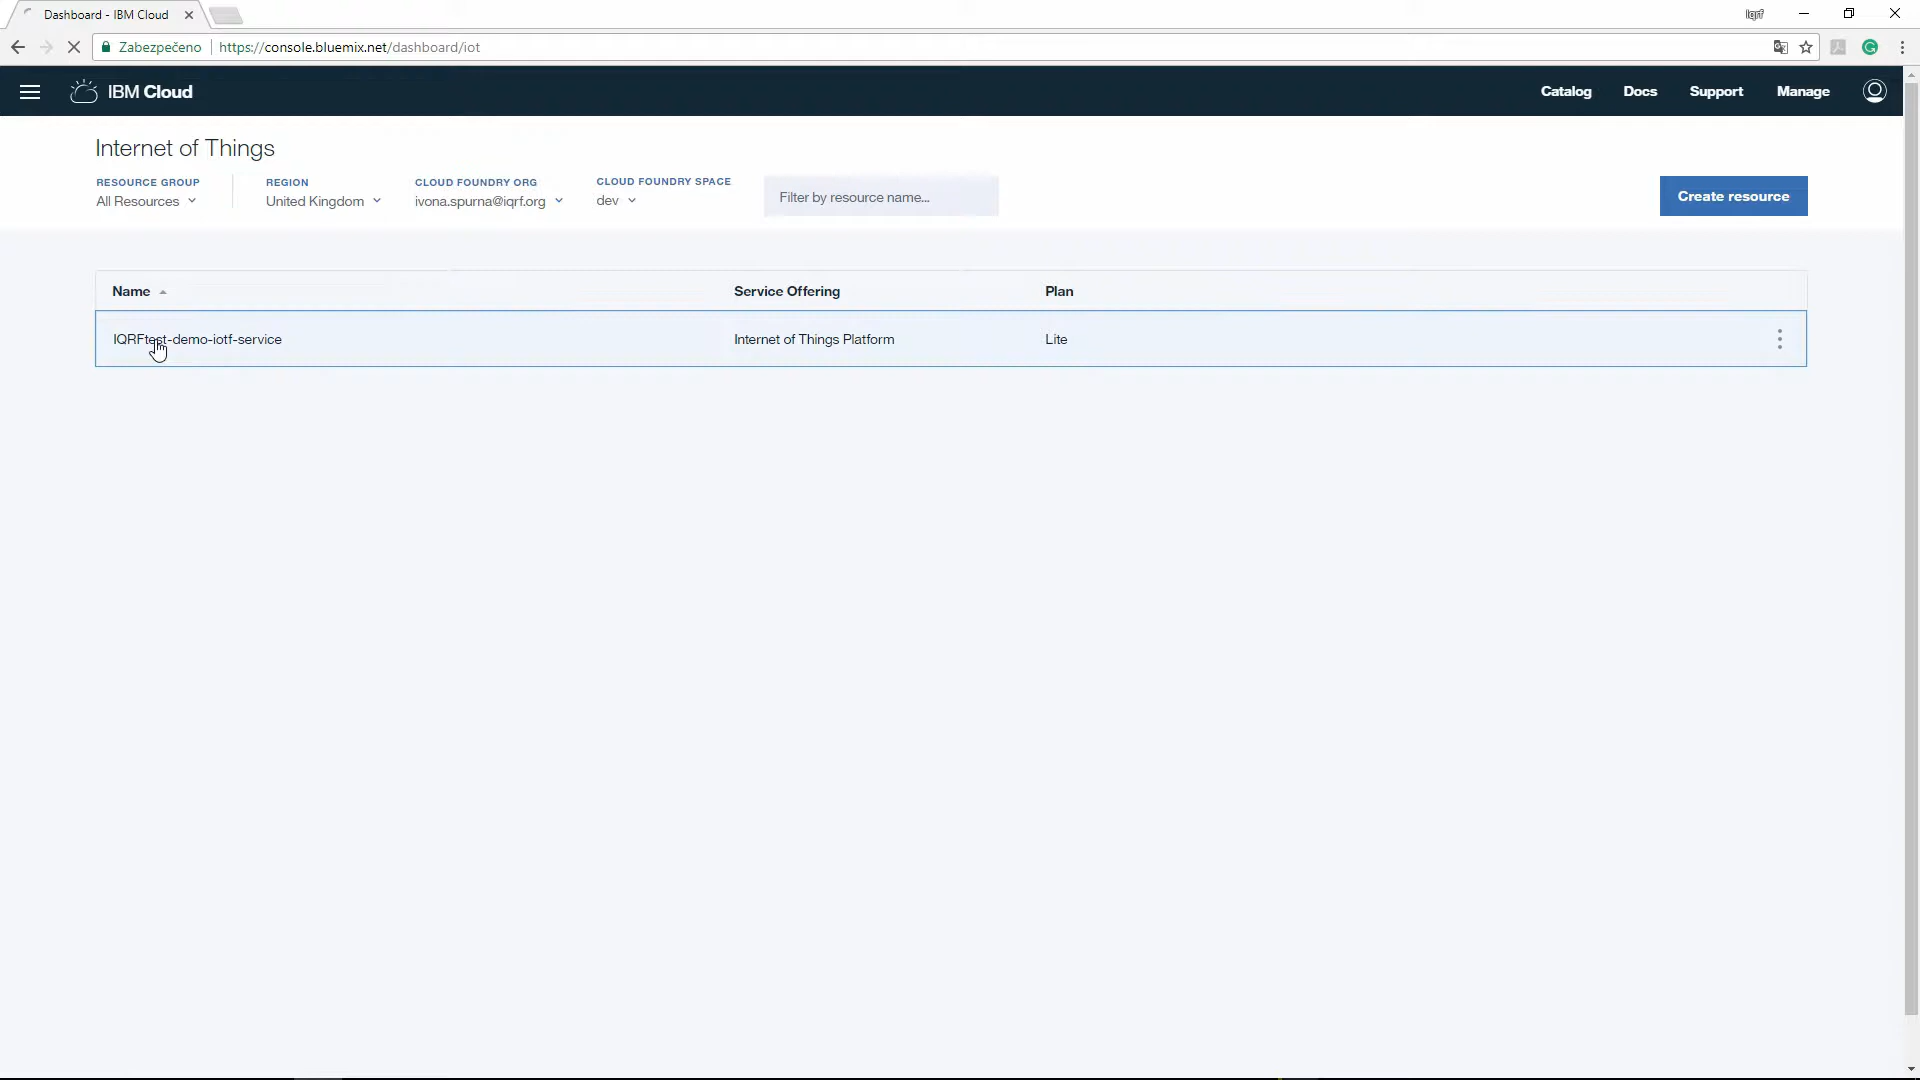 Dashboard - IBM Cloud
Iqrf
Zabezpečeno
https://console.bluemix.net/dashboard/iot
IBM Cloud
Catalog
Docs
Support
Manage
Internet of Things
RESOURCE GROUP
All Resources
REGION
United Kingdom
CLOUD FOUNDRY ORG
ivona.spurna@iqrf.org
CLOUD FOUNDRY SPACE
dev
Filter by resource name...
Create resource
Name
Service Offering
Plan
IQRFtest-demo-iotf-service
Internet of Things Platform
Lite